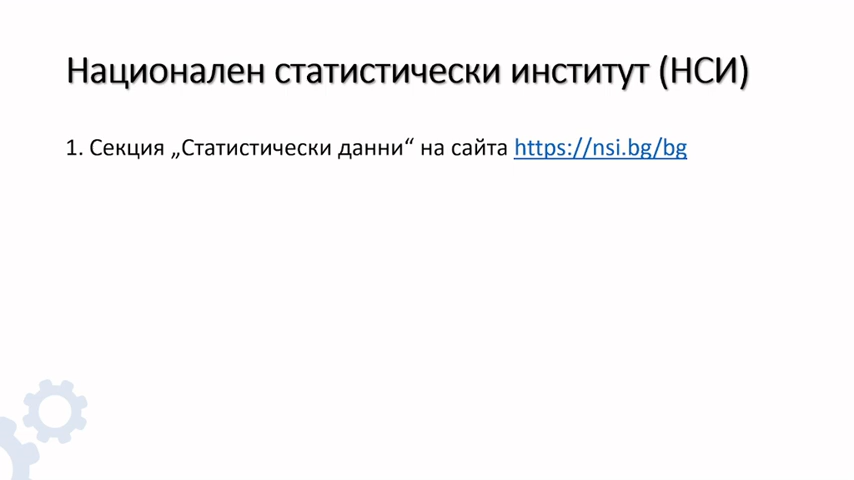 Национален статистически институт (НСИ)
1. Секция „Статистически данни“ на сайта https://nsi.bg/bg